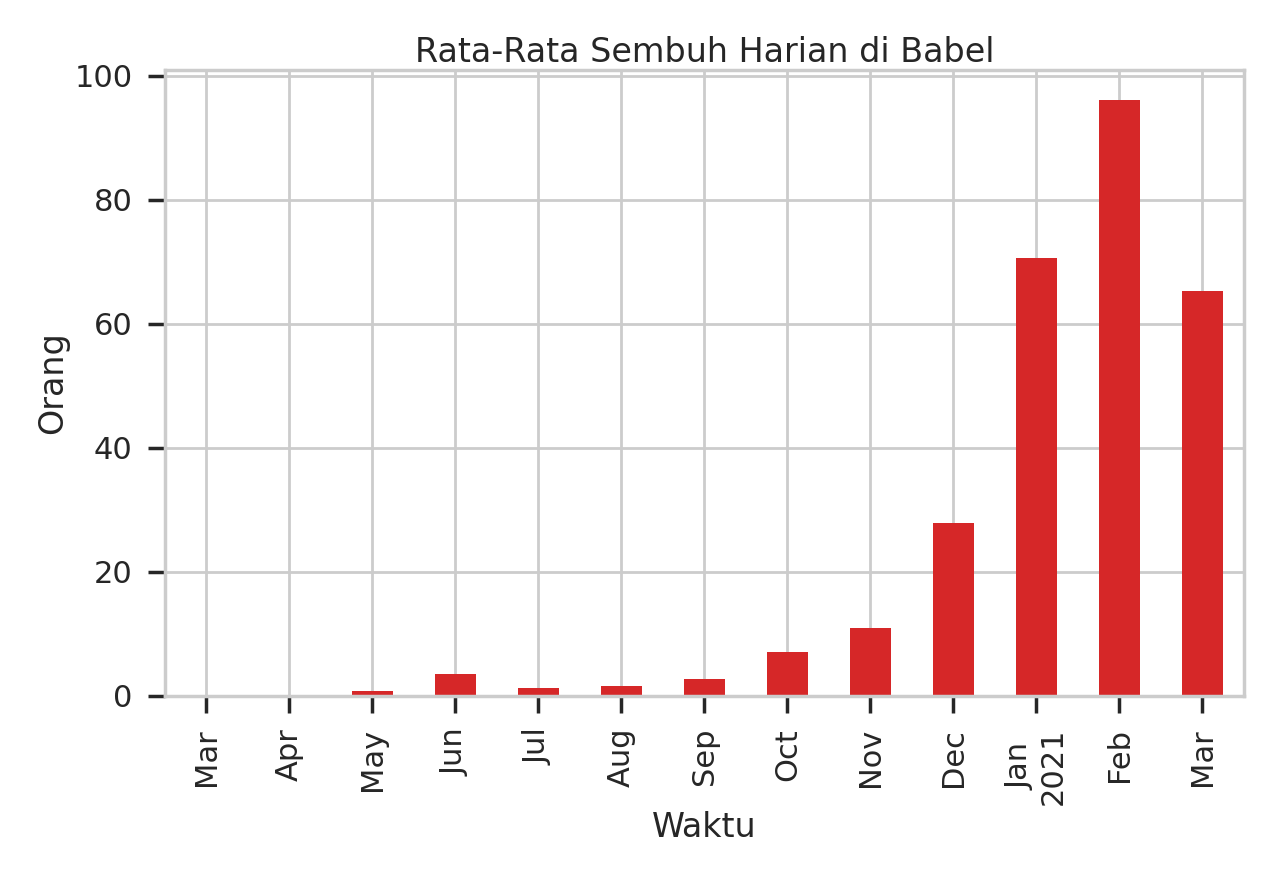 Rata-Rata Sembuh Harian di Babel
100
80
60
40
20
0
Orang
Mar
Apr
May
Jun
Jul
Aug
Sep
Oct
Nov
Dec
Jan
2021
Feb
Mar
Waktu